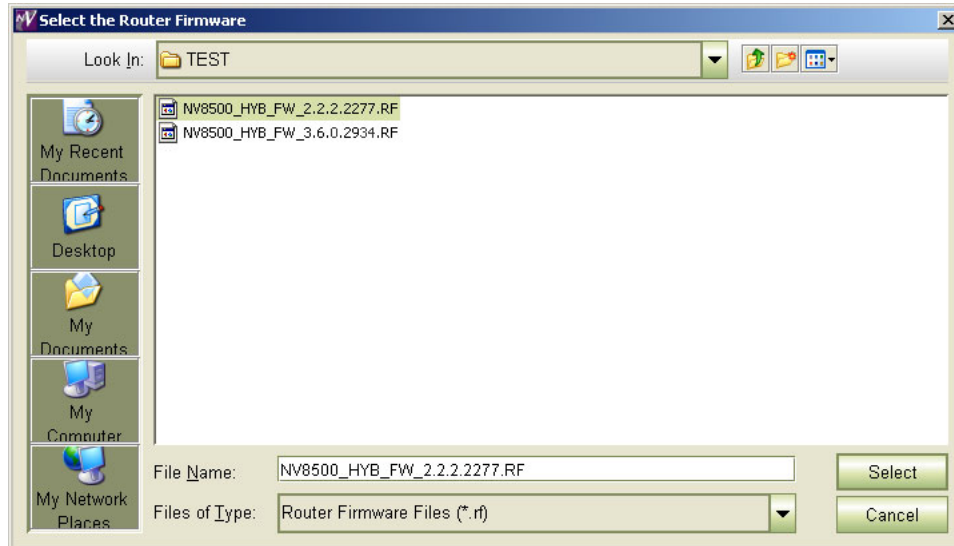 Select the Router Firmware
Look In:
TEST
NV8500_HYB_FW_2.2.2.2277.RF
NV8500_HYB_FW_3.6.0.2934.RF
My Recent
Documents
Desktop
My
Documents
My
Computer
My Network
Places
File Name:
NV8500_HYB_FW_2.2.2.2277.RF
Select
Files of Type:
Router Firmware Files (*.rf)
Cancel